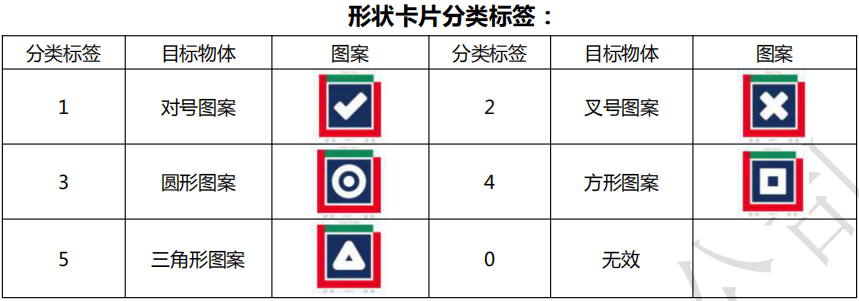 形状卡片分类标签：
分类标签 目标物体 图案 分类标签 目标物体 图案
1 对号图案 2 叉号图案
3 圆形图案 4 方形图案
5 三角形图案 0 无效